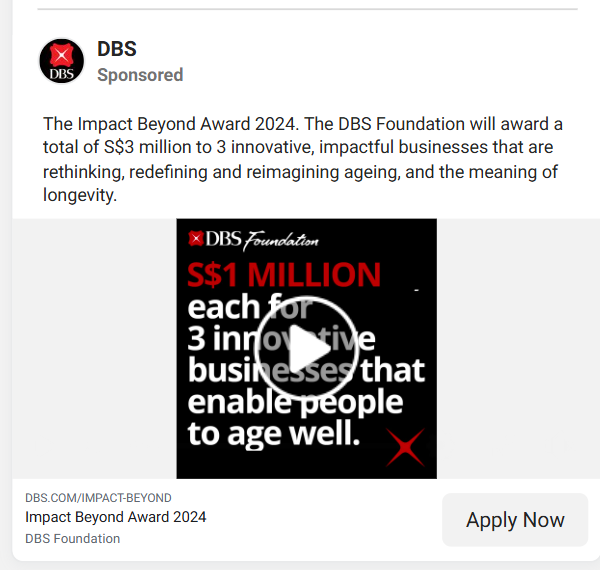 DBS
DBS
Sponsored
The Impact Beyond Award 2024. The DBS Foundation will award a
total of S$3 million to 3 innovative, impactful businesses that are
rethinking, redefining and reimagining ageing, and the meaning of
longevity.
DBS Foundation
S$1 MILLION
each for
3 innovative
businesses that
enable people
to age well.
DBS.COM/IMPACT-BEYOND
Impact Beyond Award 2024
DBS Foundation
Apply Now